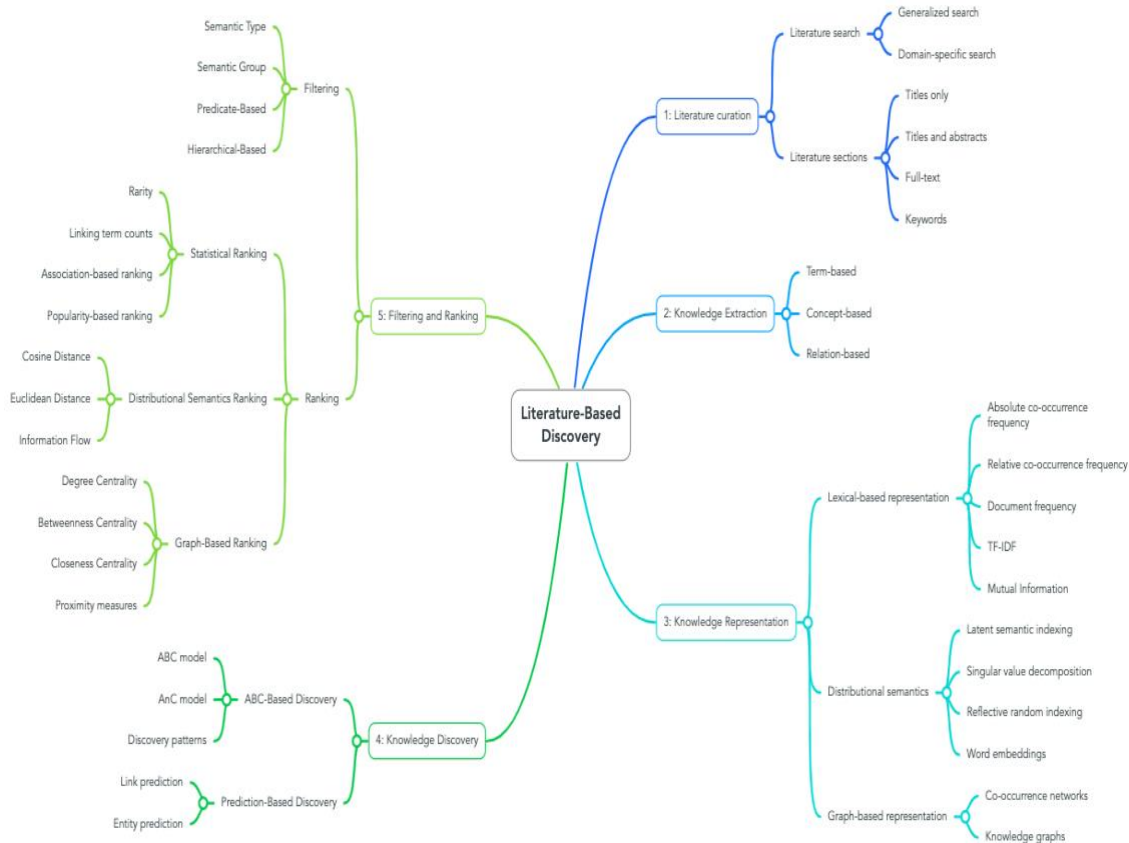 Literature-Based
Discovery
1: Literature curation
Literature search
Generalized search
Domain-specific search
Literature sections
Titles only
Titles and abstracts
Full-text
Keywords
2: Knowledge Extraction
Term-based
Concept-based
Relation-based
3: Knowledge Representation
Lexical-based representation
Absolute co-occurrence
frequency
Relative co-occurrence frequency
Document frequency
TF-IDF
Mutual Information
Distributional semantics
Latent semantic indexing
Singular value decomposition
Reflective random indexing
Word embeddings
Graph-based representation
Co-occurrence networks
Knowledge graphs
4: Knowledge Discovery
ABC-Based Discovery
ABC model
AnC model
Discovery patterns
Prediction-Based Discovery
Link prediction
Entity prediction
5: Filtering and Ranking
Filtering
Semantic Type
Semantic Group
Predicate-Based
Hierarchical-Based
Ranking
Statistical Ranking
Rarity
Linking term counts
Association-based ranking
Popularity-based ranking
Distributional Semantics Ranking
Cosine Distance
Euclidean Distance
Information Flow
Graph-Based Ranking
Degree Centrality
Betweenness Centrality
Closeness Centrality
Proximity measures